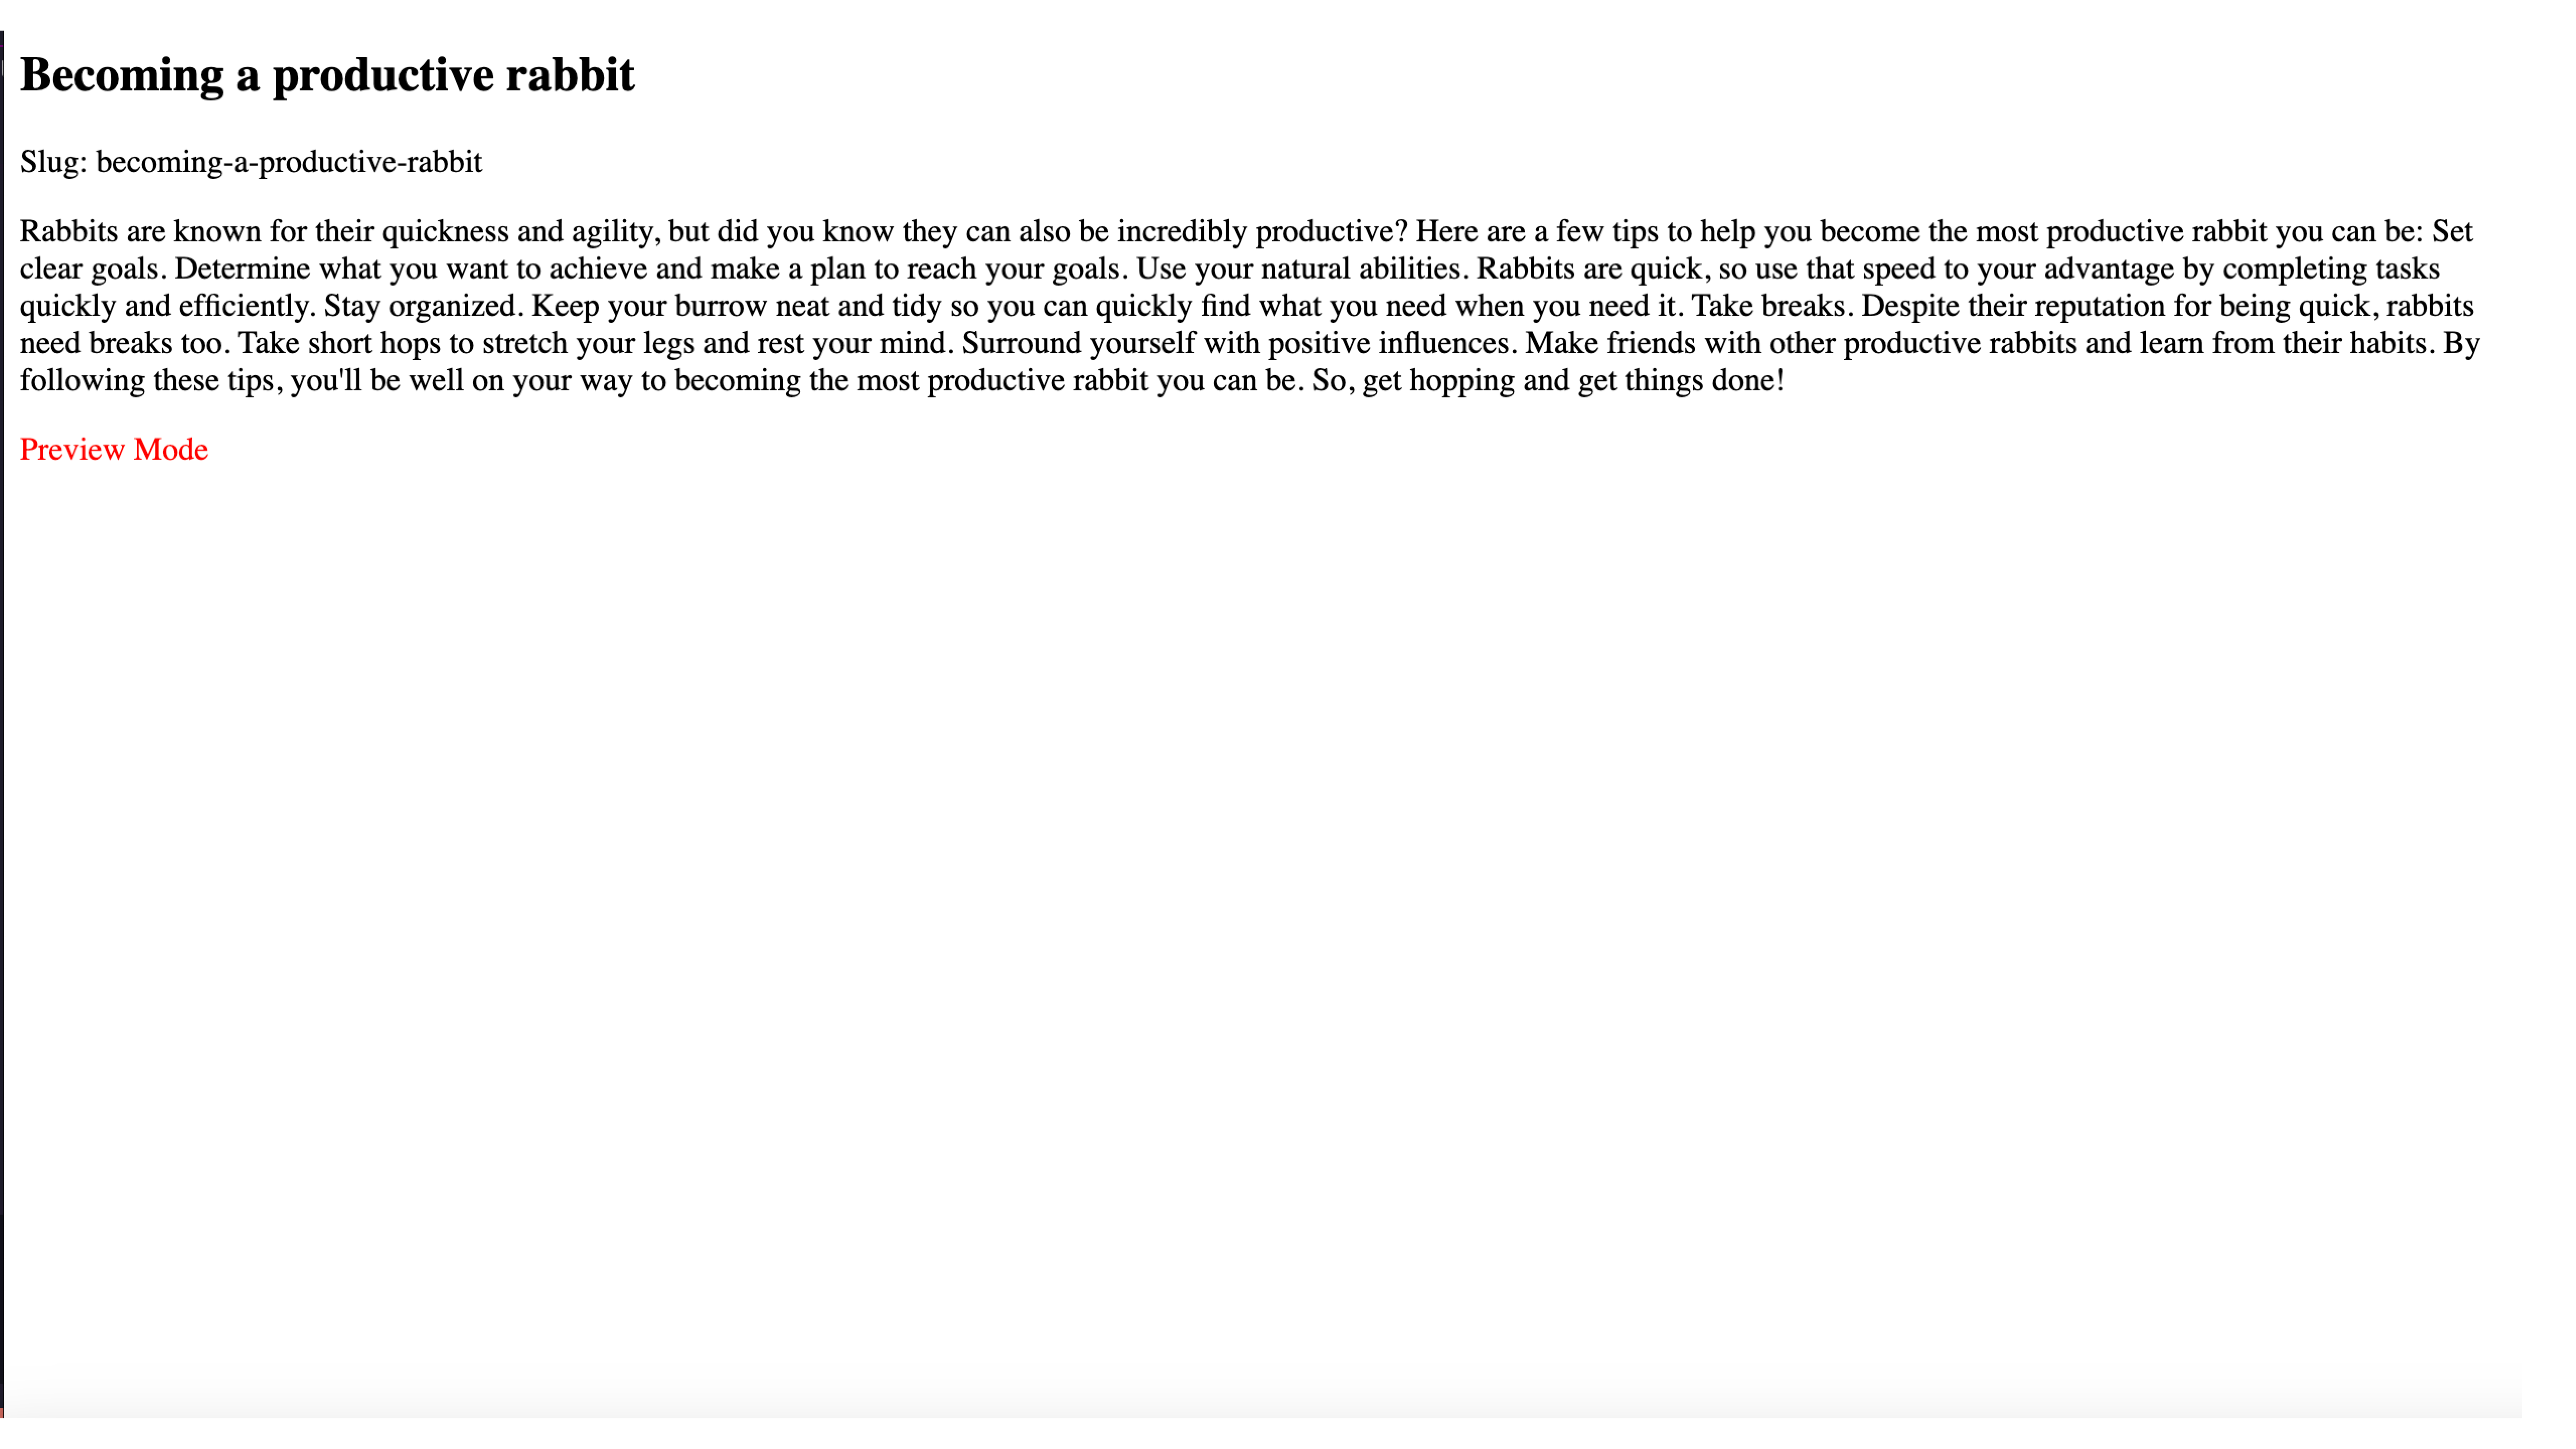 Becoming a productive rabbit
Slug: becoming-a-productive-rabbit
Rabbits are known for their quickness and agility, but did you know they can also be incredibly productive? Here are a few tips to help you become the most productive rabbit you can be: Set
clear goals. Determine what you want to achieve and make a plan to reach your goals. Use your natural abilities. Rabbits are quick, so use that speed to your advantage by completing tasks
quickly and efficiently. Stay organized. Keep your burrow neat and tidy so you can quickly find what you need when you need it. Take breaks. Despite their reputation for being quick, rabbits
need breaks too. Take short hops to stretch your legs and rest your mind. Surround yourself with positive influences. Make friends with other productive rabbits and learn from their habits. By
following these tips, you'll be well on your way to becoming the most productive rabbit you can be. So, get hopping and get things done!
Preview Mode